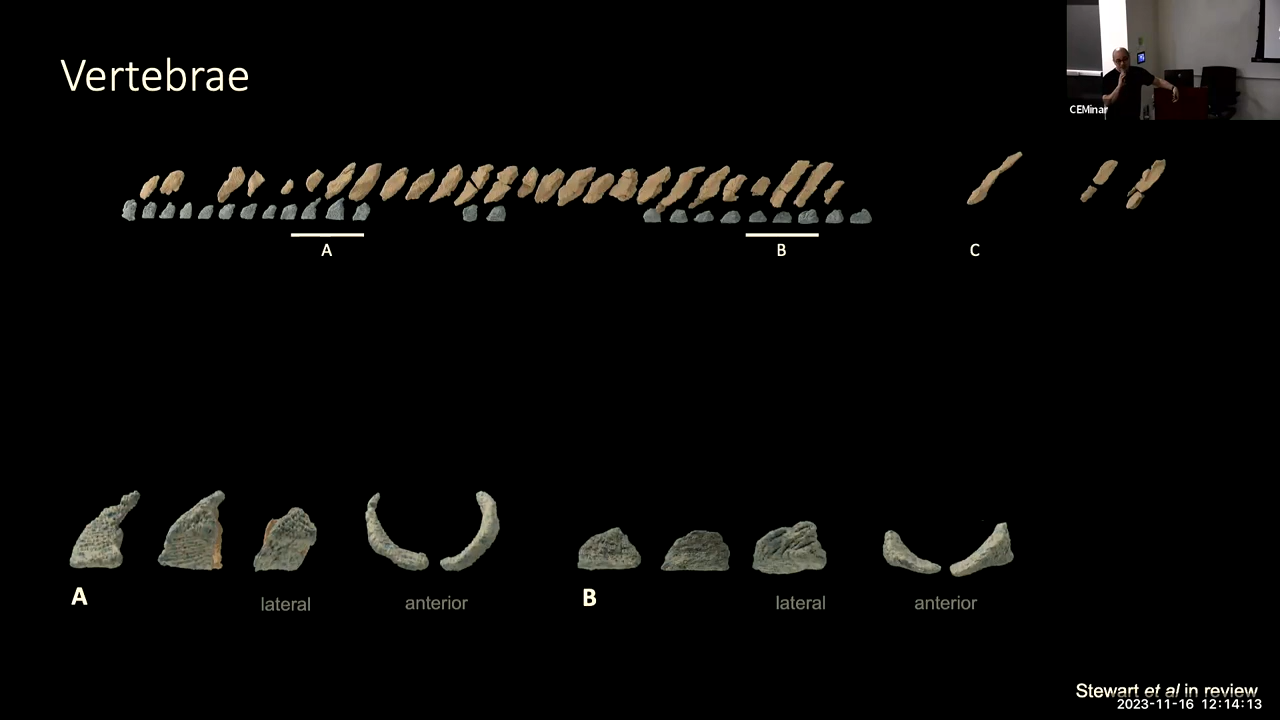 Vertebrae
CEMinar
A
B
C
A
lateral
anterior
B
lateral
anterior
Stewart et al in review
2023-11-16 12:14:13